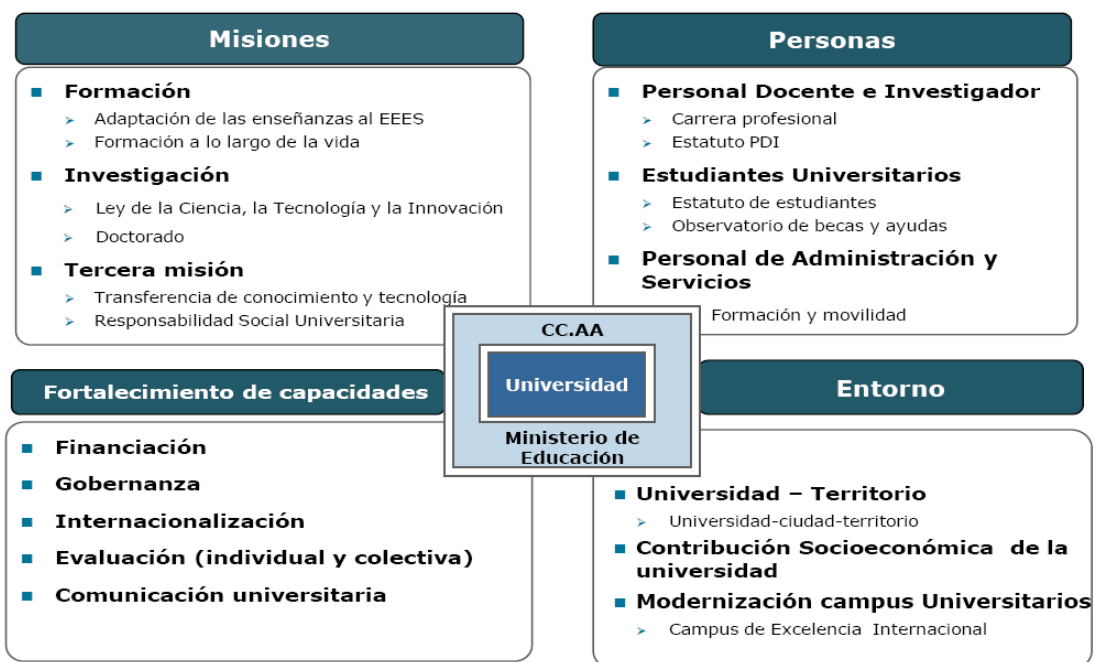 Misiones
Formación
Adaptación de las enseñanzas al EEES
Formación a lo largo de la vida
Investigación
Ley de la Ciencia, la Tecnología y la Innovación
Doctorado
Tercera misión
Transferencia de conocimiento y tecnología
Responsabilidad Social Universitaria
Personas
Personal Docente e Investigador
Carrera profesional
Estatuto PDI
Estudiantes Universitarios
Estatuto de estudiantes
Observatorio de becas y ayudas
Personal de Administración y
Servicios
Formación y movilidad
CC.AA
Universidad
Ministerio de
Educación
Fortalecimiento de capacidades
Financiación
Gobernanza
Internacionalización
Evaluación (individual y colectiva)
Comunicación universitaria
Entorno
Universidad – Territorio
Universidad-ciudad-territorio
Contribución Socioeconómica de la
universidad
Modernización campus Universitarios
Campus de Excelencia Internacional